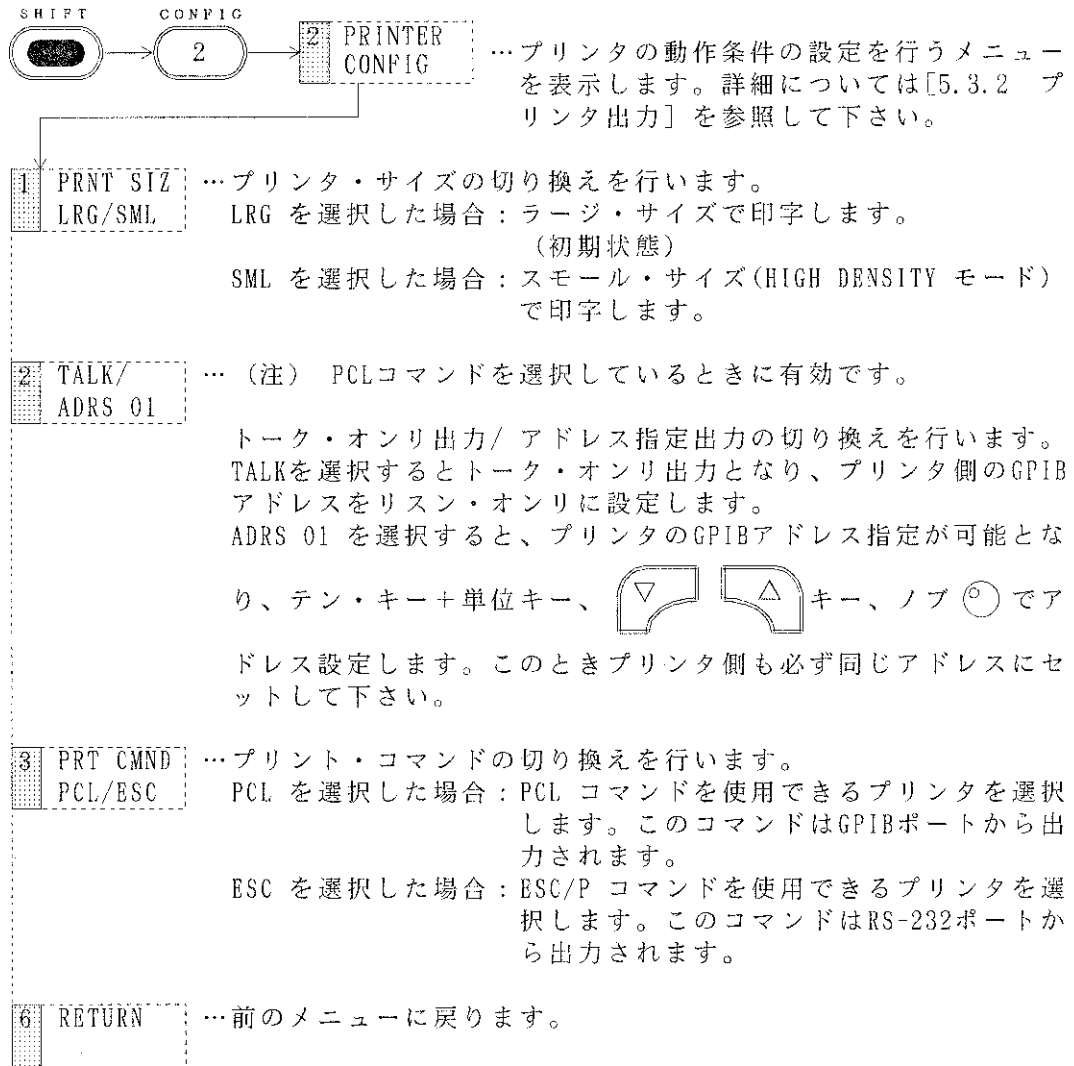 SHIFT CONFIG
2 2 PRINTER …プリンタの動作条件の設定を行うメニュー
CONFIG を表示します。詳細については[5.3.2 プ
リンタ出力] を参照して下さい。
1 PRNT SIZ …プリンタ・サイズの切り換えを行います。
LRG/SML LRG を選択した場合:ラージ・サイズで印字します。
(初期状態)
SML を選択した場合:スモール・サイズ(HIGH DENSITY モード)
で印字します。
2 TALK/ … (注) PCLコマンドを選択しているときに有効です。
ADRS 01
トーク・オンリ出力/ アドレス指定出力の切り換えを行います。
TALKを選択するとトーク・オンリ出力となり、プリンタ側のGPIB
アドレスをリスン・オンリに設定します。
ADRS 01 を選択すると、プリンタのGPIBアドレス指定が可能とな
り、テン・キー+単位キー、 ▽ △ キー、ノブ でア
ドレス設定します。このときプリンタ側も必ず同じアドレスにセ
ットして下さい。
3 PRT CMND …プリント・コマンドの切り換えを行います。
PCL/ESC PCL を選択した場合:PCL コマンドを使用できるプリンタを選択
します。このコマンドはGPIBポートから出
力されます。
ESC を選択した場合:ESC/P コマンドを使用できるプリンタを選
択します。このコマンドはRS-232ポートか
ら出力されます。
6 RETURN …前のメニューに戻ります。